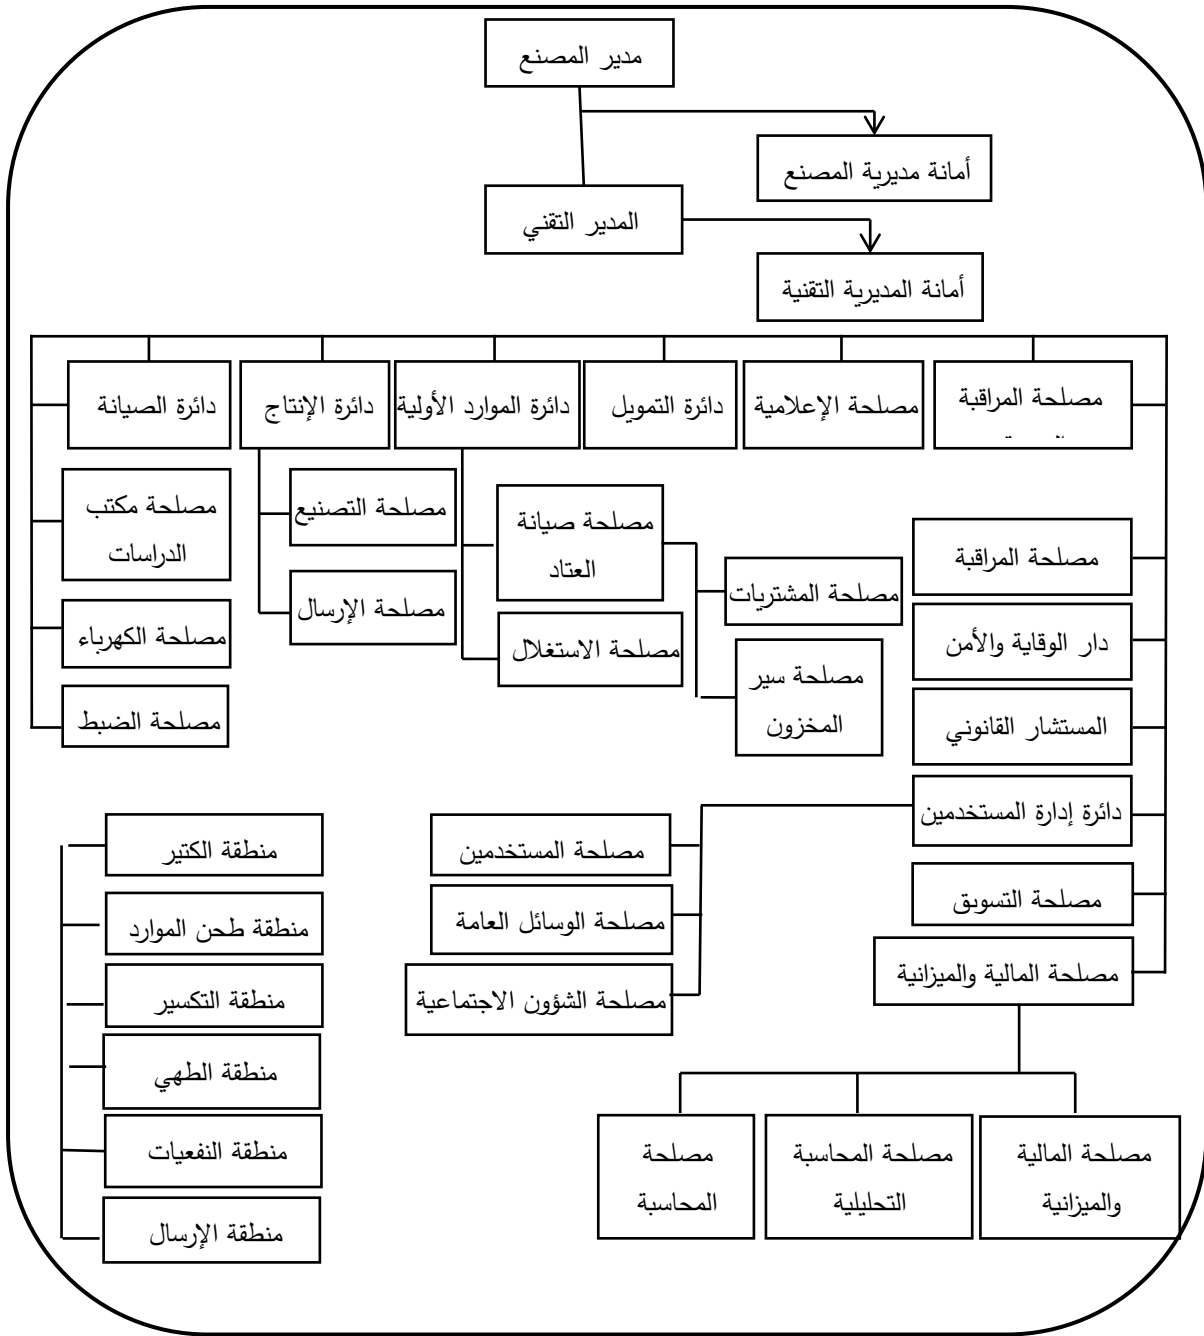 مدير المصنع
أمانة مديرية المصنع
المدير التقني
أمانة المديرية التقنية
مصلحة المراقبة
مصلحة الإعلامية
دائرة التمويل
دائرة الموارد الأولية
دائرة الإنتاج
دائرة الصيانة
مصلحة المراقبة
دار الوقاية والأمن
المستشار القانوني
دائرة إدارة المستخدمين
مصلحة التسويق
مصلحة المالية والميزانية
مصلحة المشتريات
مصلحة سير
المخزون
مصلحة صيانة
العتاد
مصلحة الاستغلال
مصلحة التصنيع
مصلحة الإرسال
مصلحة مكتب
الدراسات
مصلحة الكهرباء
مصلحة الضبط
مصلحة المستخدمين
مصلحة الوسائل العامة
مصلحة الشؤون الاجتماعية
منطقة الكتير
منطقة طحن الموارد
منطقة التكسير
منطقة الطهي
منطقة النفعيات
منطقة الإرسال
مصلحة المالية
والميزانية
مصلحة المحاسبة
التحليلية
مصلحة
المحاسبة